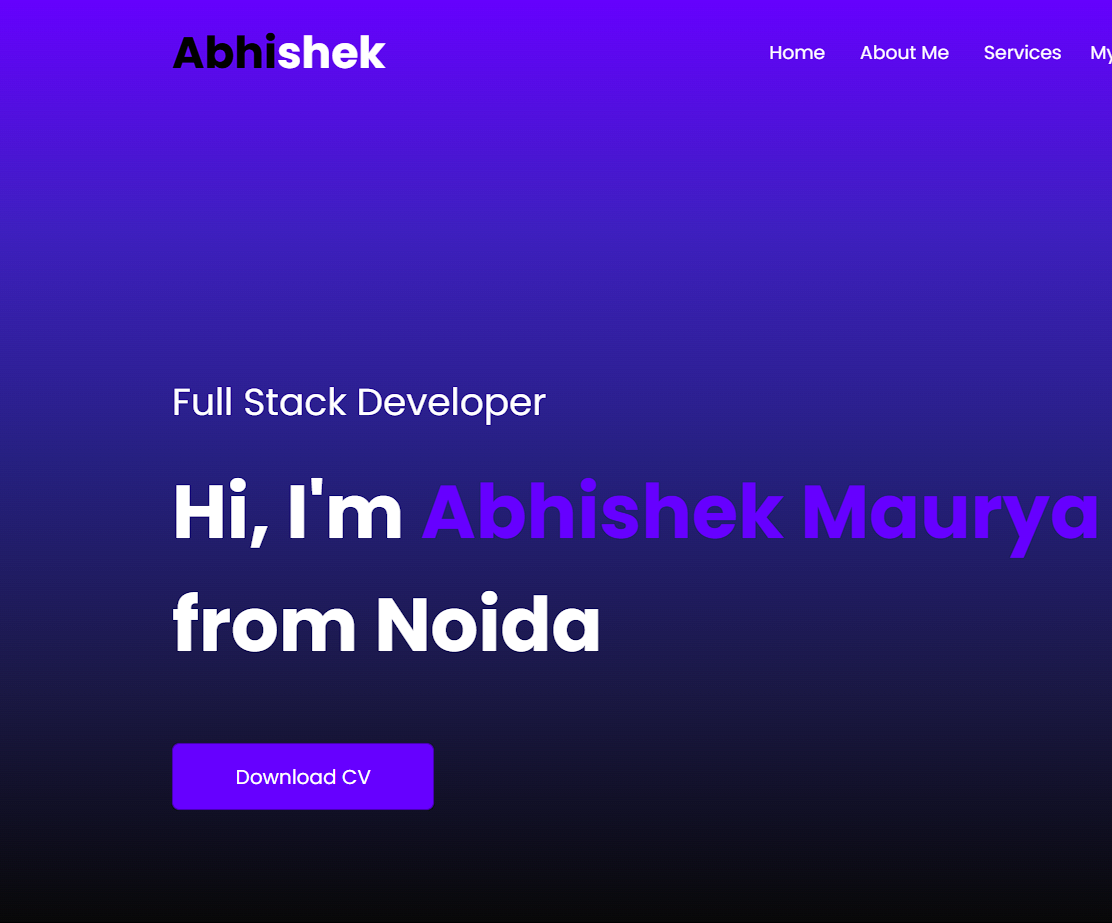 Abhishek
Home About Me Services My
Full Stack Developer
Hi, I'm Abhishek Maurya
from Noida
Download CV